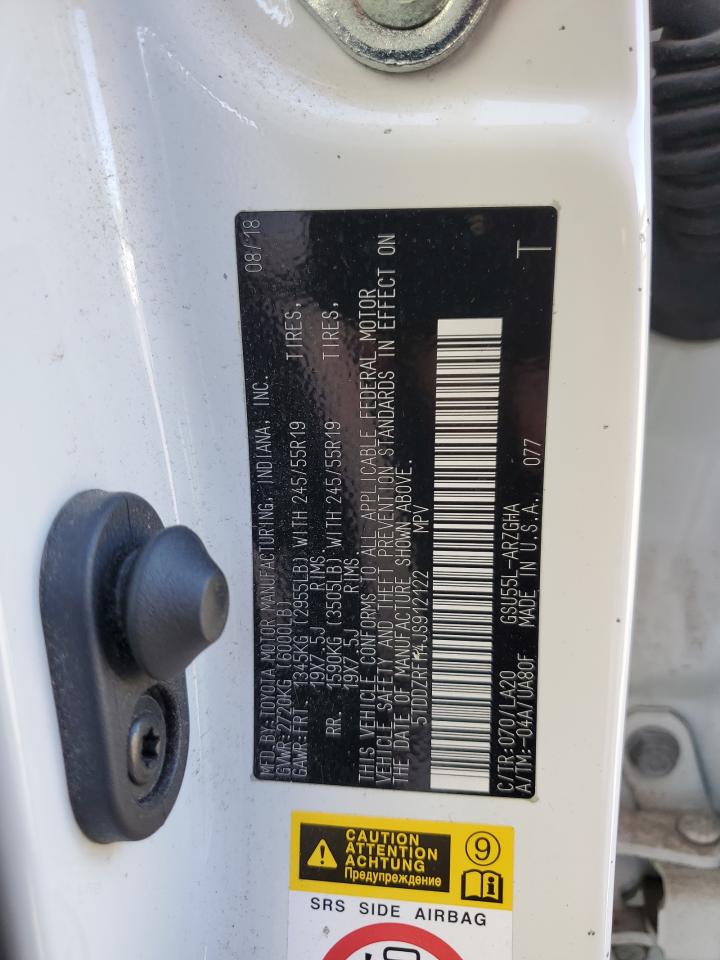 MFD.BY:TOYOTA MOTOR MANUFACTURING, INDIANA, INC. 08/18
GVWR:2720KG (6000LB)
GAWR:FRT. 1345KG (2955LB) WITH 245/55R19 TIRES,
19X7.5J RIMS
RR. 1590KG (3505LB) WITH 245/55R19 TIRES,
19X7.5J RIMS.
THIS VEHICLE CONFORMS TO ALL APPLICABLE FEDERAL MOTOR
VEHICLE SAFETY AND THEFT PREVENTION STANDARDS IN EFFECT ON
THE DATE OF MANUFACTURE SHOWN ABOVE.
MPV
C/TR:070/LA20 GSU55L-ARZGHA 077 T
A/TM:-04A/UA80F MADE IN U.S.A.
CAUTION
ATTENTION
ACHTUNG
Предупреждение
9
SRS SIDE AIRBAG